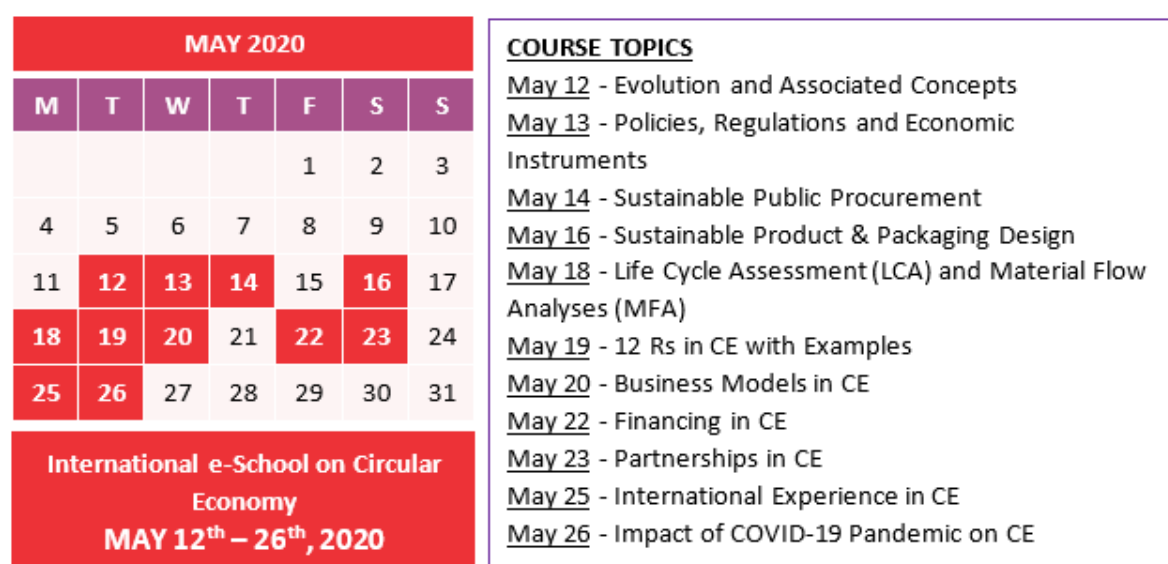 MAY 2020
M T W T F S S
1 2 3
4 5 6 7 8 9 10
11 12 13 14 15 16 17
18 19 20 21 22 23 24
25 26 27 28 29 30 31
International e-School on Circular
Economy
MAY 12th – 26th, 2020
COURSE TOPICS
May 12 - Evolution and Associated Concepts
May 13 - Policies, Regulations and Economic
Instruments
May 14 - Sustainable Public Procurement
May 16 - Sustainable Product & Packaging Design
May 18 - Life Cycle Assessment (LCA) and Material Flow
Analyses (MFA)
May 19 - 12 Rs in CE with Examples
May 20 - Business Models in CE
May 22 - Financing in CE
May 23 - Partnerships in CE
May 25 - International Experience in CE
May 26 - Impact of COVID-19 Pandemic on CE